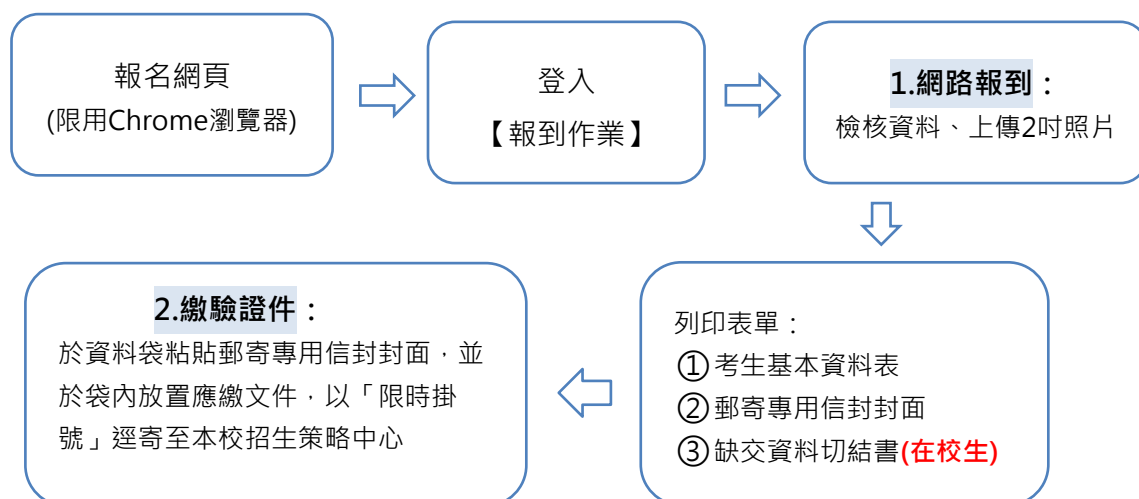 報名網頁
(限用Chrome瀏覽器)
登入
【報到作業】
1.網路報到：
檢核資料、上傳2吋照片
列印表單：
①考生基本資料表
②郵寄專用信封封面
③缺交資料切結書(在校生)
2.繳驗證件：
於資料袋粘貼郵寄專用信封封面，並
於袋內放置應繳文件，以「限時掛
號」逕寄至本校招生策略中心